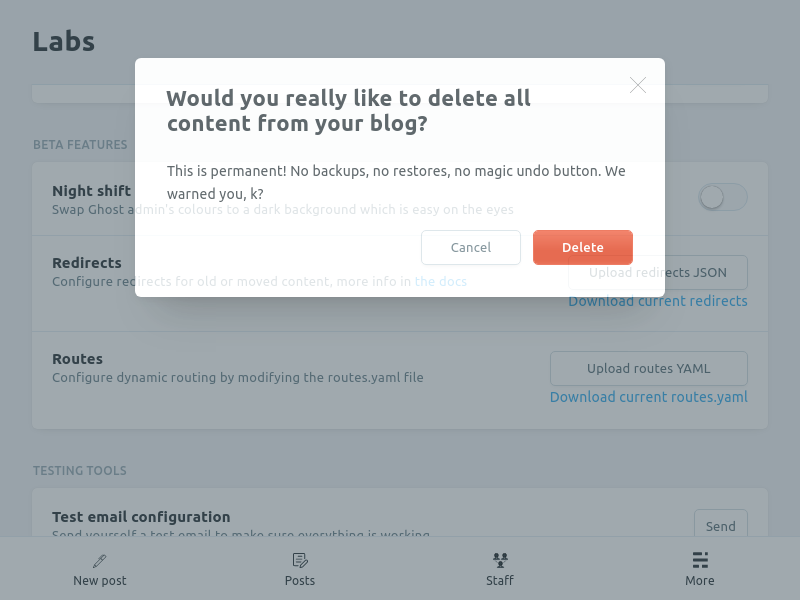 Labs
Would you really like to delete all
content from your blog?
This is permanent! No backups, no restores, no magic undo button. We
warned you, k?
Cancel
Delete
BETA FEATURES
Night shift
Swap Ghost admin's colours to a dark background which is easy on the eyes
Redirects
Configure redirects for old or moved content, more info in the docs
Upload redirects JSON
Download current redirects
Routes
Configure dynamic routing by modifying the routes.yaml file
Upload routes YAML
Download current routes.yaml
TESTING TOOLS
Test email configuration
Send yourself a test email to make sure everything is working
Send
New post
Posts
Staff
More